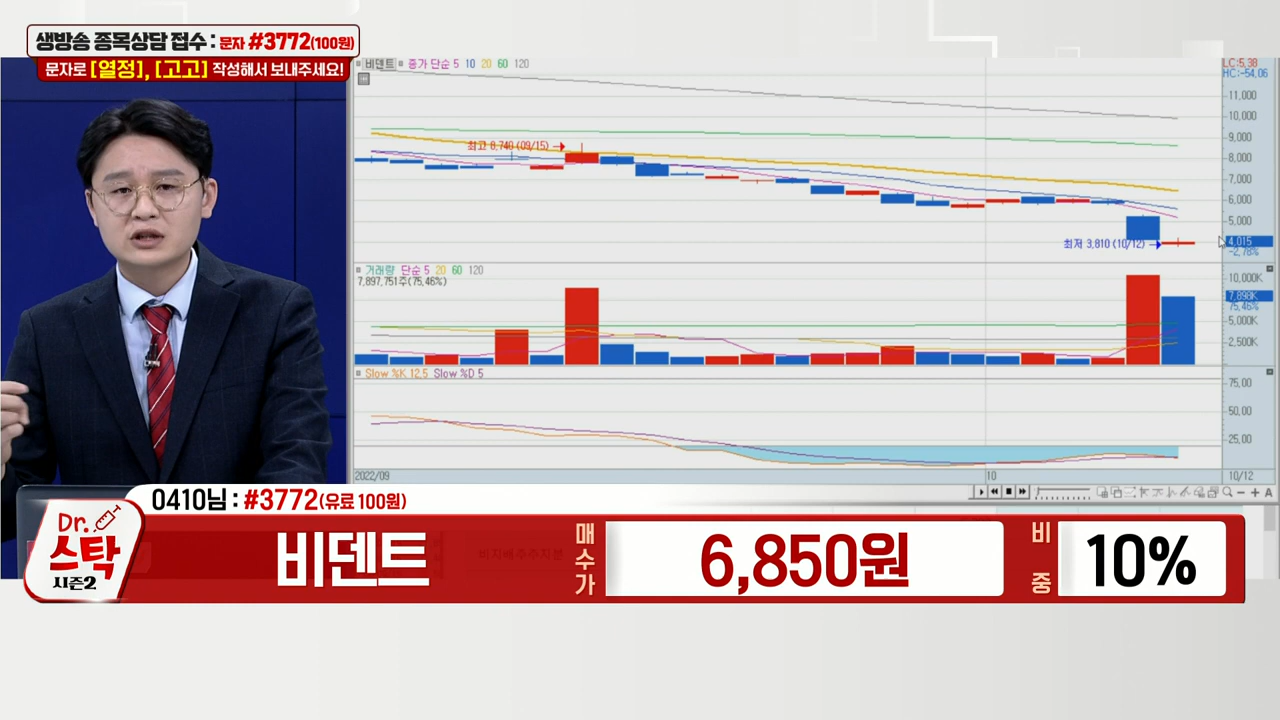 생방송 종목상담 접수 : 문자 #3772(100원)
문자로 [열정], [고고] 작성해서 보내주세요!
비덴트 종가 단순 5 10 20 60 120
LC:5,38
HC:-54,06
11,000
10,000
9,000
8,000
7,000
6,000
5,000
4,015
-2,78%
최고 8,740 (09/15)
최저 3,810 (10/12)
거래량 단순 5 20 60 120
7,897,751주(75,46%)
10,000K
7,898K
75,46%
5,000K
2,500K
Slow %K 12,5 Slow %D 5
75,00
50,00
25,00
2022/09
10
10/12
A
0410님 : #3772(유료 100원)
Dr.
스탁
시즌2
비덴트
매수가
6,850원
비중
10%